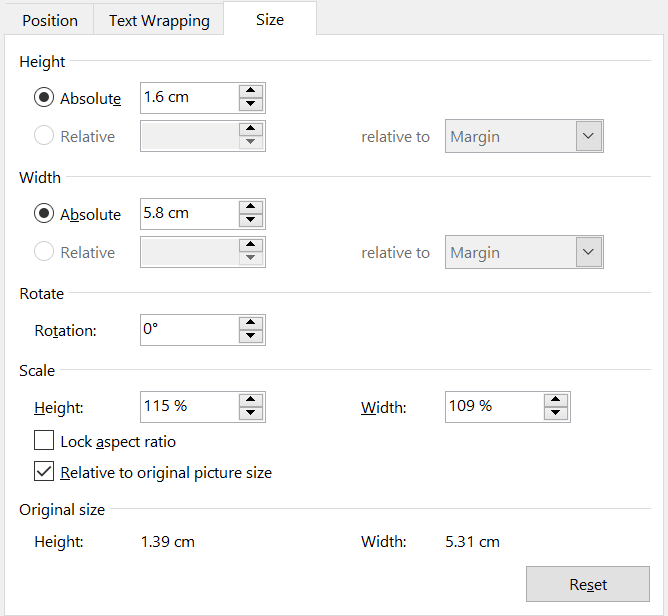 Position Text Wrapping Size
Height
Absolute 1.6 cm
Relative relative to Margin
Width
Absolute 5.8 cm
Relative relative to Margin
Rotate
Rotation: 0°
Scale
Height: 115 % Width: 109 %
Lock aspect ratio
Relative to original picture size
Original size
Height: 1.39 cm Width: 5.31 cm
Reset